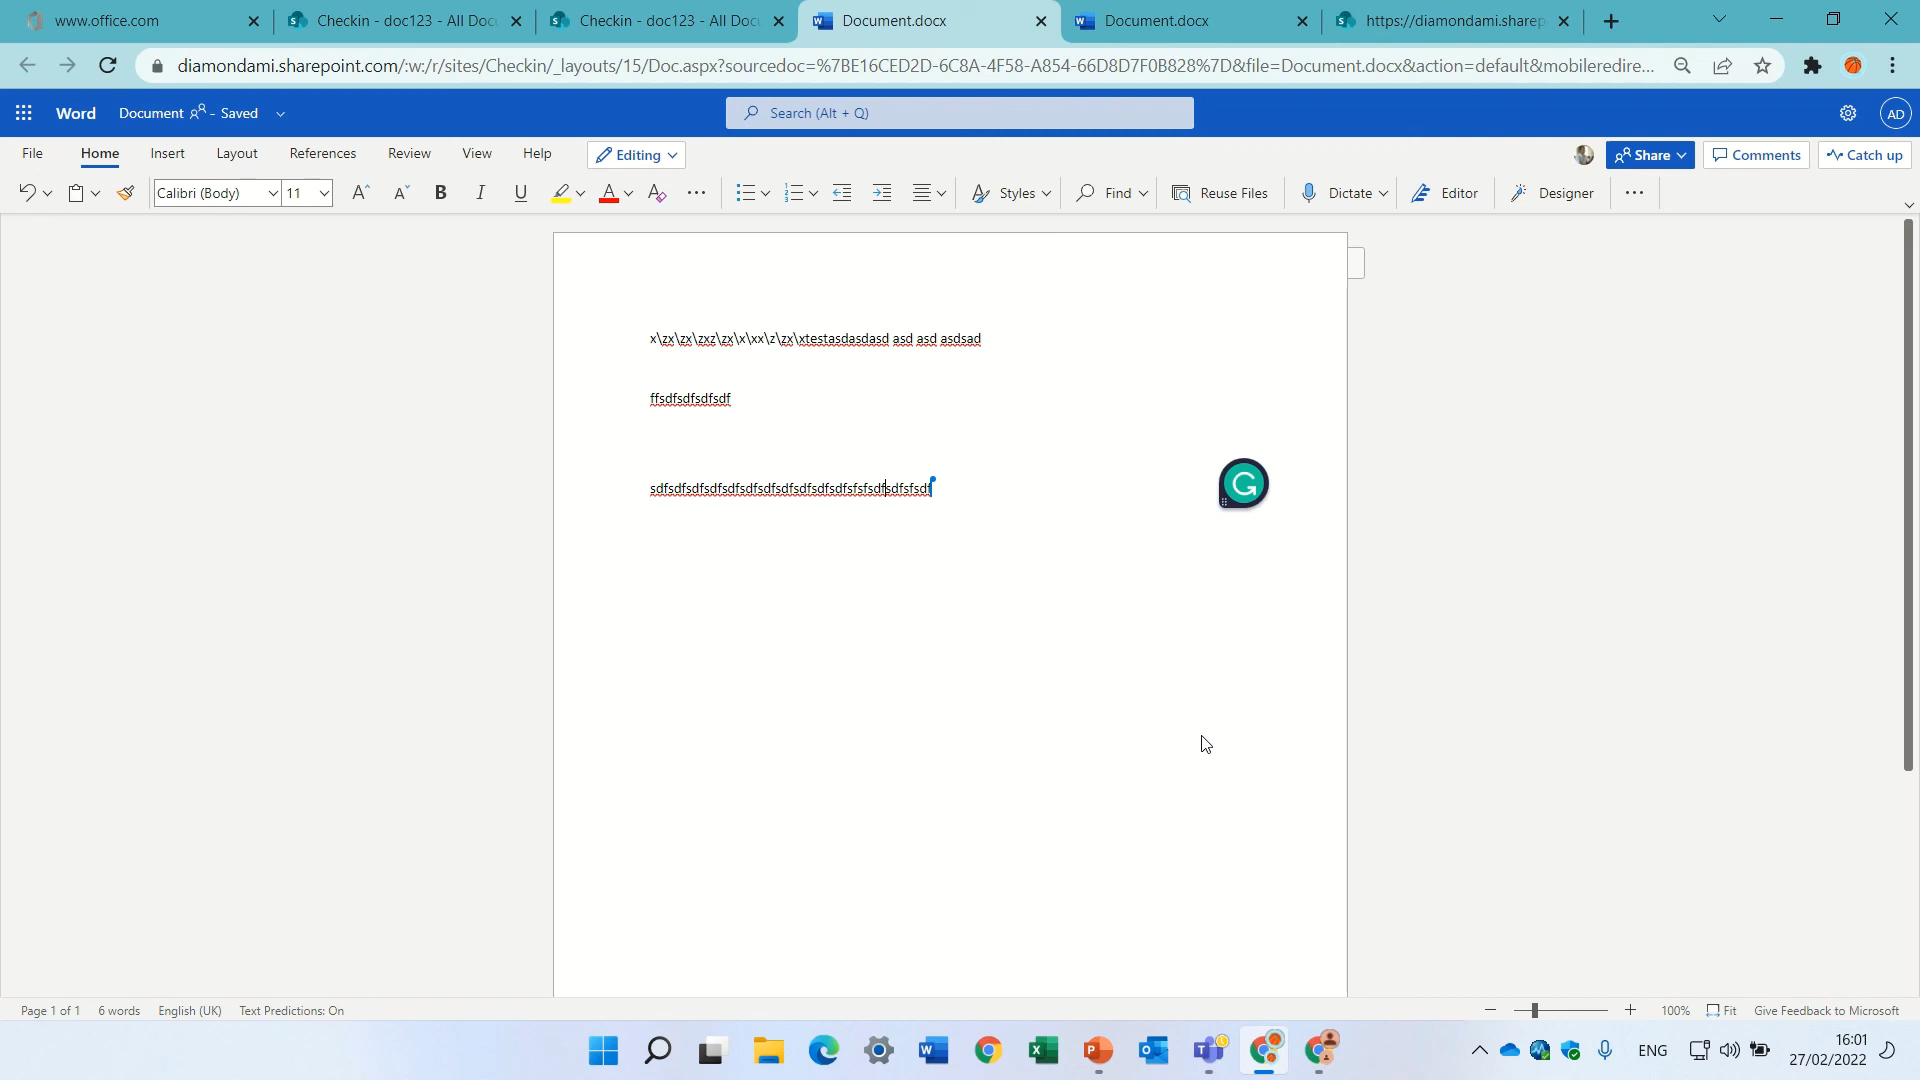 www.office.com
Checkin - doc123 - All Docu
Checkin - doc123 - All Docu
Document.docx
Document.docx
https://diamondami.sharep
diamondami.sharepoint.com/:w:/r/sites/Checkin/_layouts/15/Doc.aspx?sourcedoc=%7BE16CED2D-6C8A-4F58-A854-66D8D7F0B828%7D&file=Document.docx&action=default&mobileredire...
Word
Document - Saved
Search (Alt + Q)
AD
File Home Insert Layout References Review View Help
Editing
Share
Comments
Catch up
Calibri (Body)
11
Styles
Find
Reuse Files
Dictate
Editor
Designer
x\zx\zx\zxz\zx\x\xx\z\zx\xtestasdasdasd asd asd asdsad
ffsdfsdfsdfsdf
Page 1 of 1
6 words
English (UK)
Text Predictions: On
100%
Fit
Give Feedback to Microsoft
ENG
16:01
27/02/2022